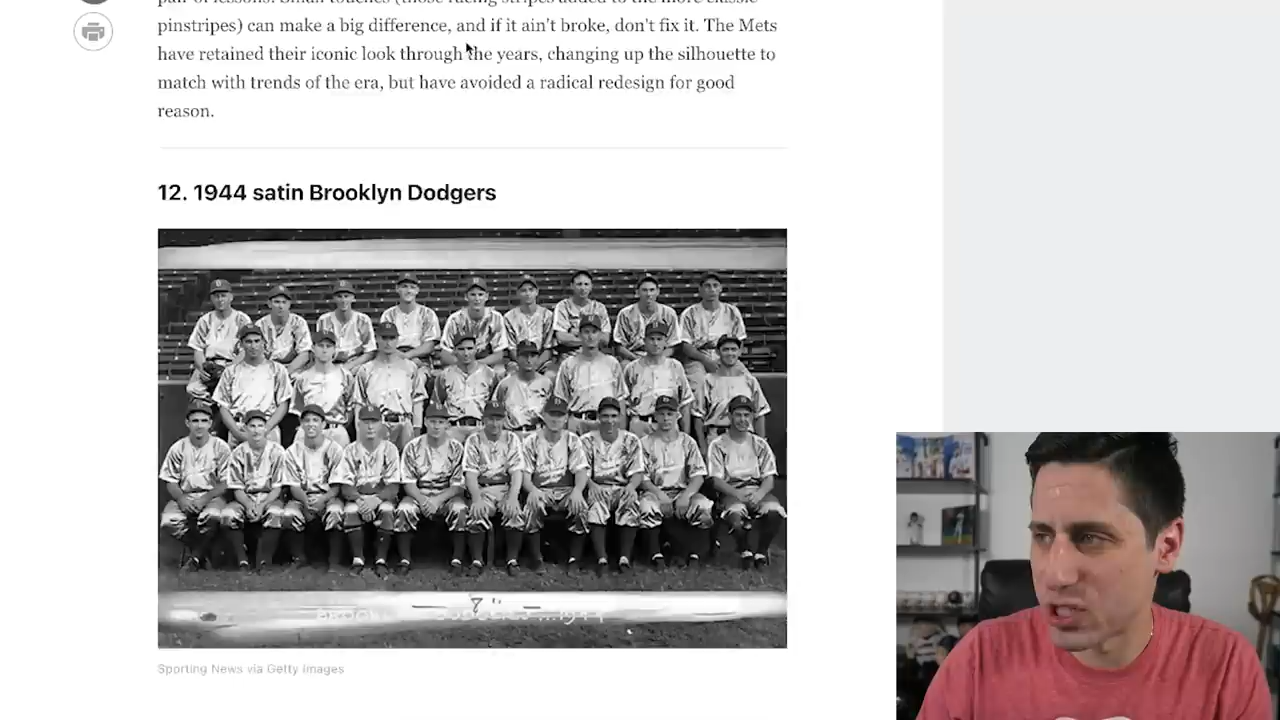 pinstripes) can make a big difference, and if it ain't broke, don't fix it. The Mets
have retained their iconic look through the years, changing up the silhouette to
match with trends of the era, but have avoided a radical redesign for good
reason.
12. 1944 satin Brooklyn Dodgers
Sporting News via Getty Images